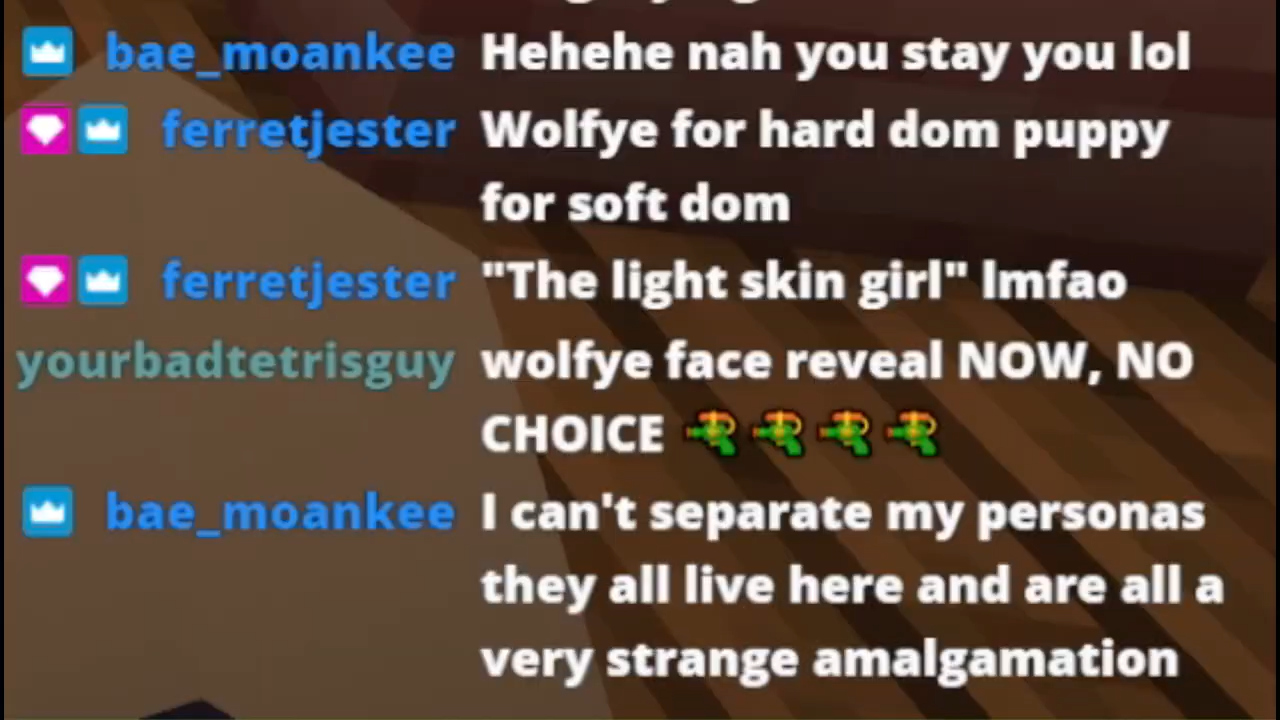 bae_moankee Hehehe nah you stay you lol
ferretjester Wolfye for hard dom puppy
for soft dom
ferretjester "The light skin girl" lmfao
yourbadtetrisguy wolfye face reveal NOW, NO
CHOICE
bae_moankee I can't separate my personas
they all live here and are all a
very strange amalgamation